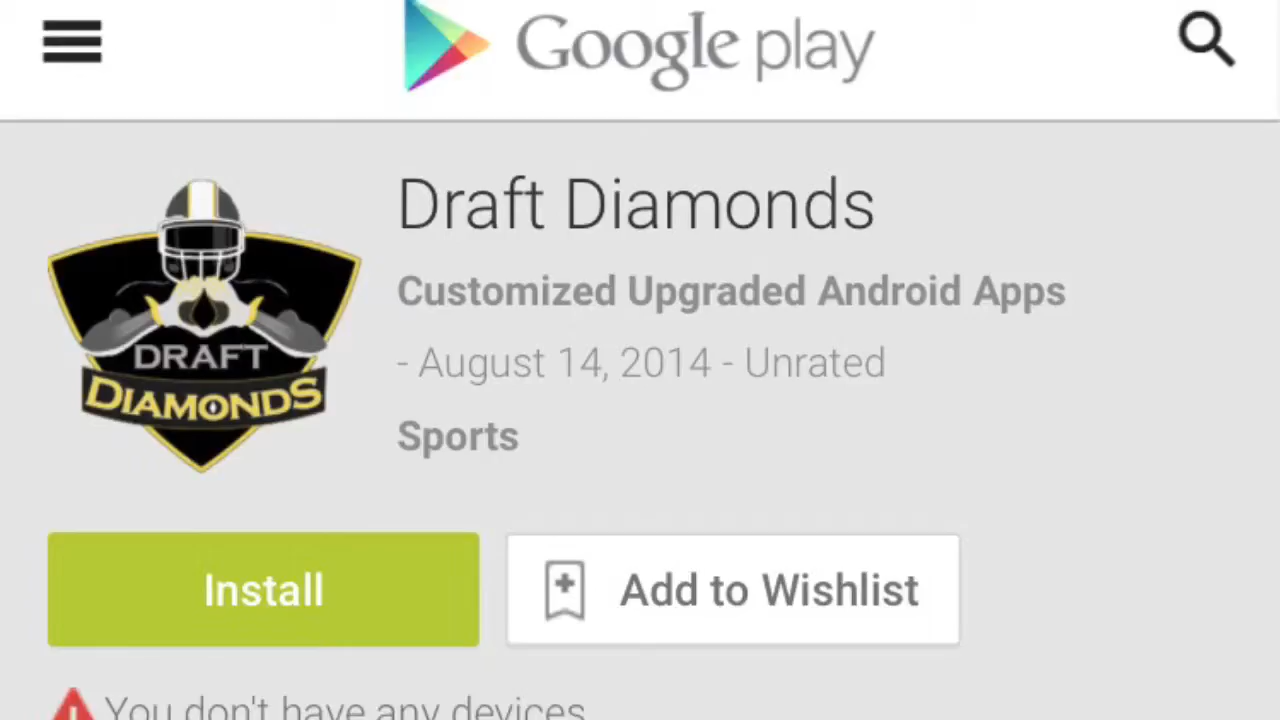 Google play
Draft Diamonds
Customized Upgraded Android Apps
- August 14, 2014 - Unrated
Sports
DRAFT
DIAMONDS
Install
Add to Wishlist
You don't have any devices